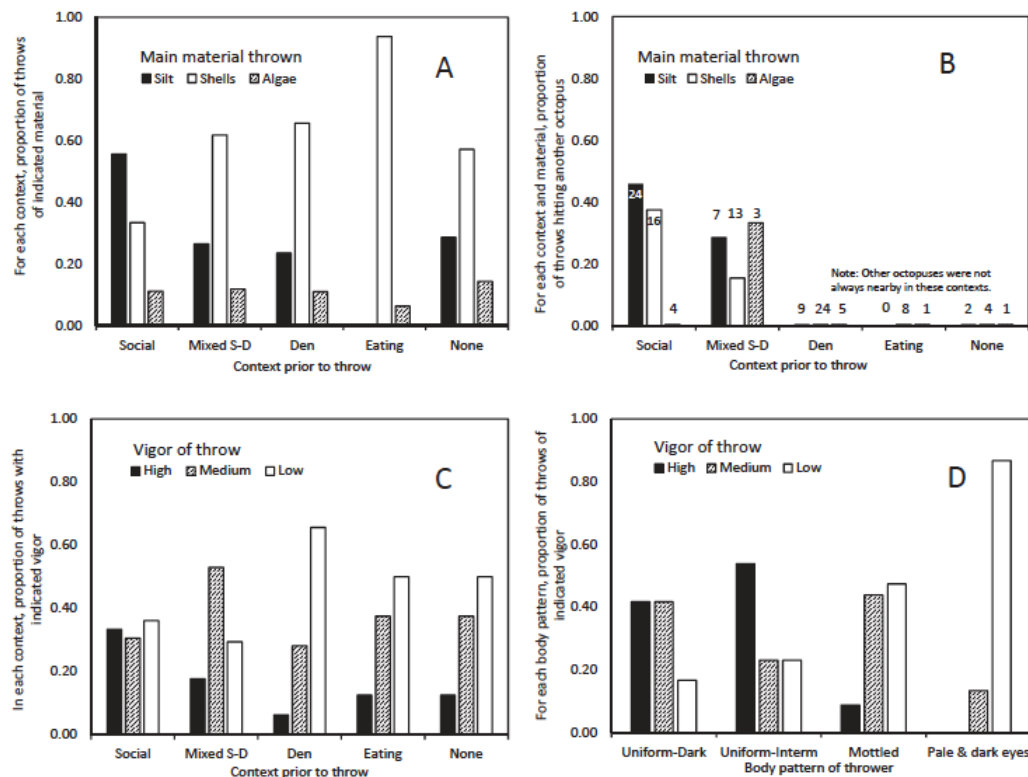 For each context, proportion of throws
of indicated material
1.00
0.80
0.60
0.40
0.20
0.00
Main material thrown
Silt Shells Algae
A
Social Mixed S-D Den Eating None
Context prior to throw
For each context and material, proportion
of throws hitting another octopus
1.00
0.80
0.60
0.40
0.20
0.00
Main material thrown
Silt Shells Algae
B
24 16 4 7 13 3
Note: Other octopuses were not
always nearby in these contexts.
9 24 5 0 8 1 2 4 1
Social Mixed S-D Den Eating None
Context prior to throw
In each context, proportion of throws with
indicated vigor
1.00
0.80
0.60
0.40
0.20
0.00
Vigor of throw
High Medium Low
C
Social Mixed S-D Den Eating None
Context prior to throw
For each body pattern, proportion of throws of
indicated vigor
1.00
0.80
0.60
0.40
0.20
0.00
Vigor of throw
High Medium Low
D
Uniform-Dark Uniform-Interm Mottled Pale & dark eyes
Body pattern of thrower